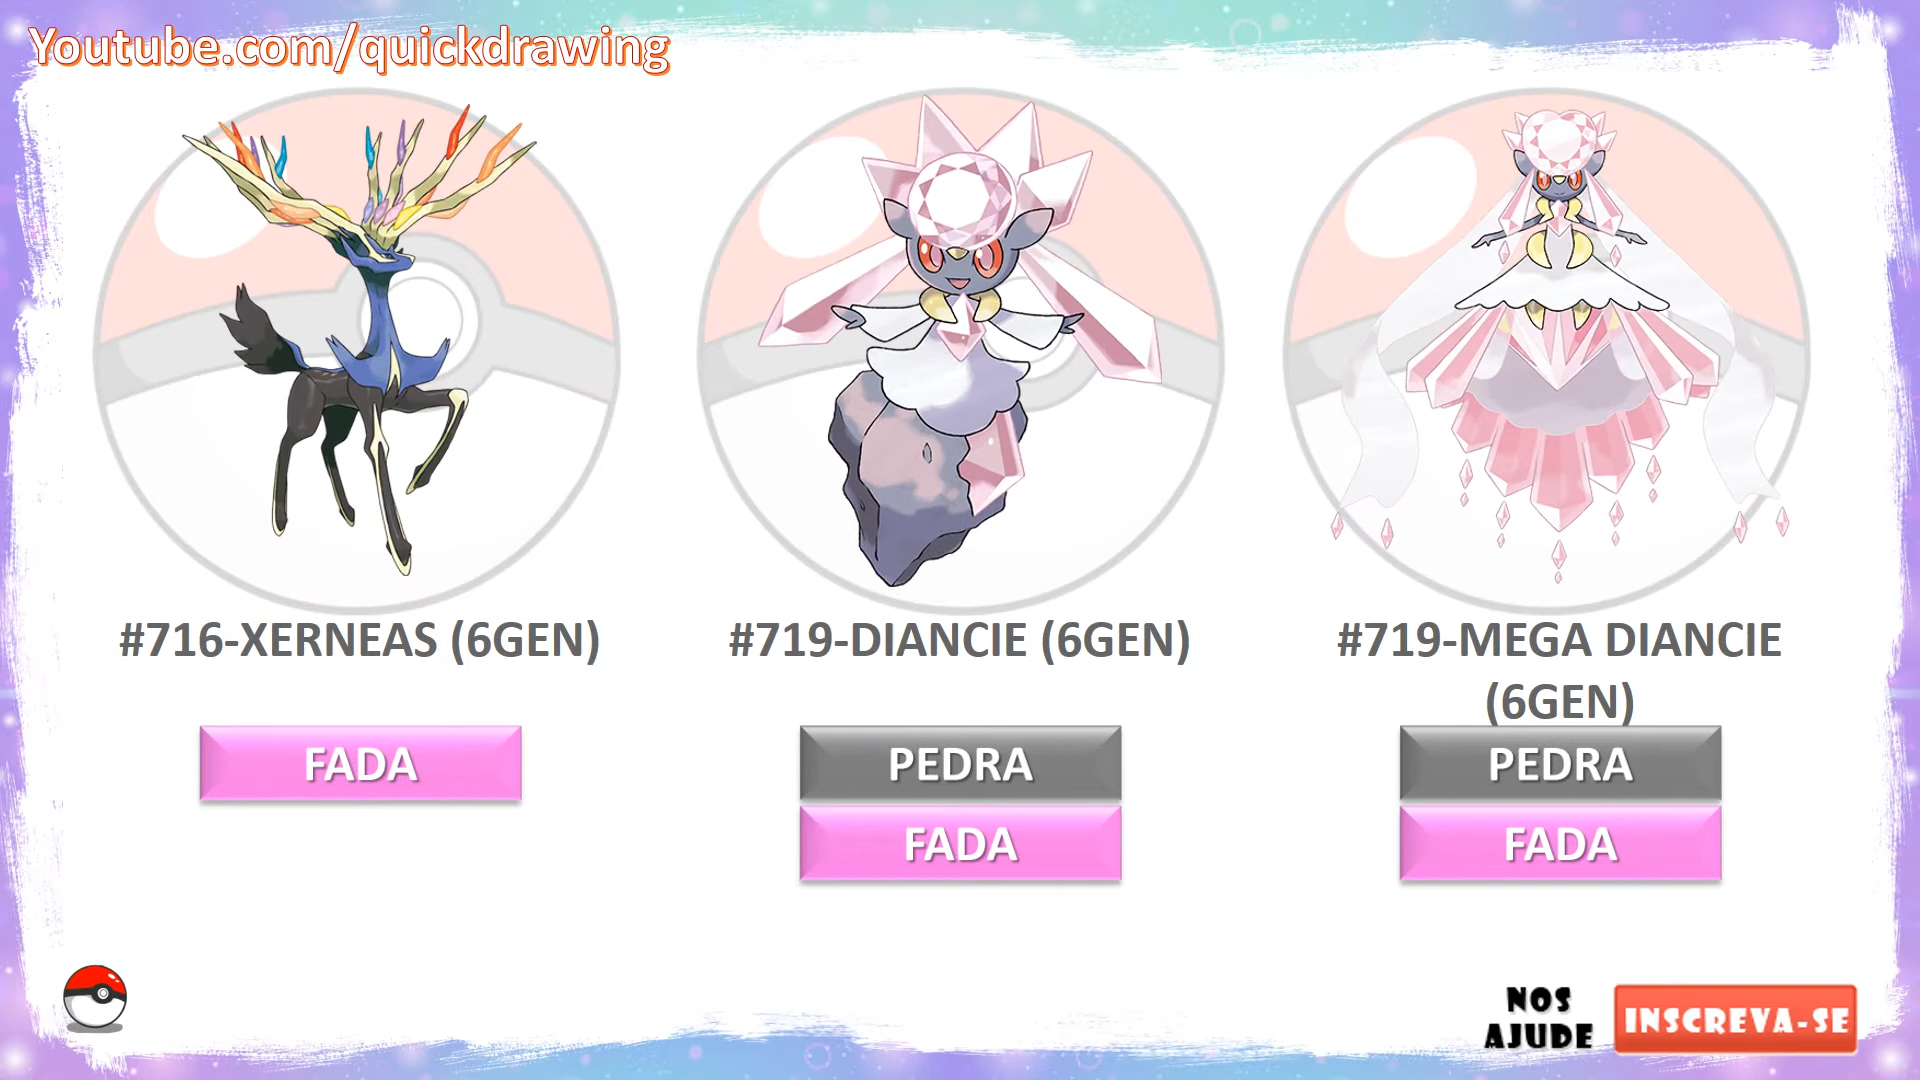 Youtube.com/quickdrawing
#716-XERNEAS (6GEN)
FADA
#719-DIANCIE (6GEN)
PEDRA
FADA
#719-MEGA DIANCIE
(6GEN)
PEDRA
FADA
NOS
AJUDE
INSCREVA-SE